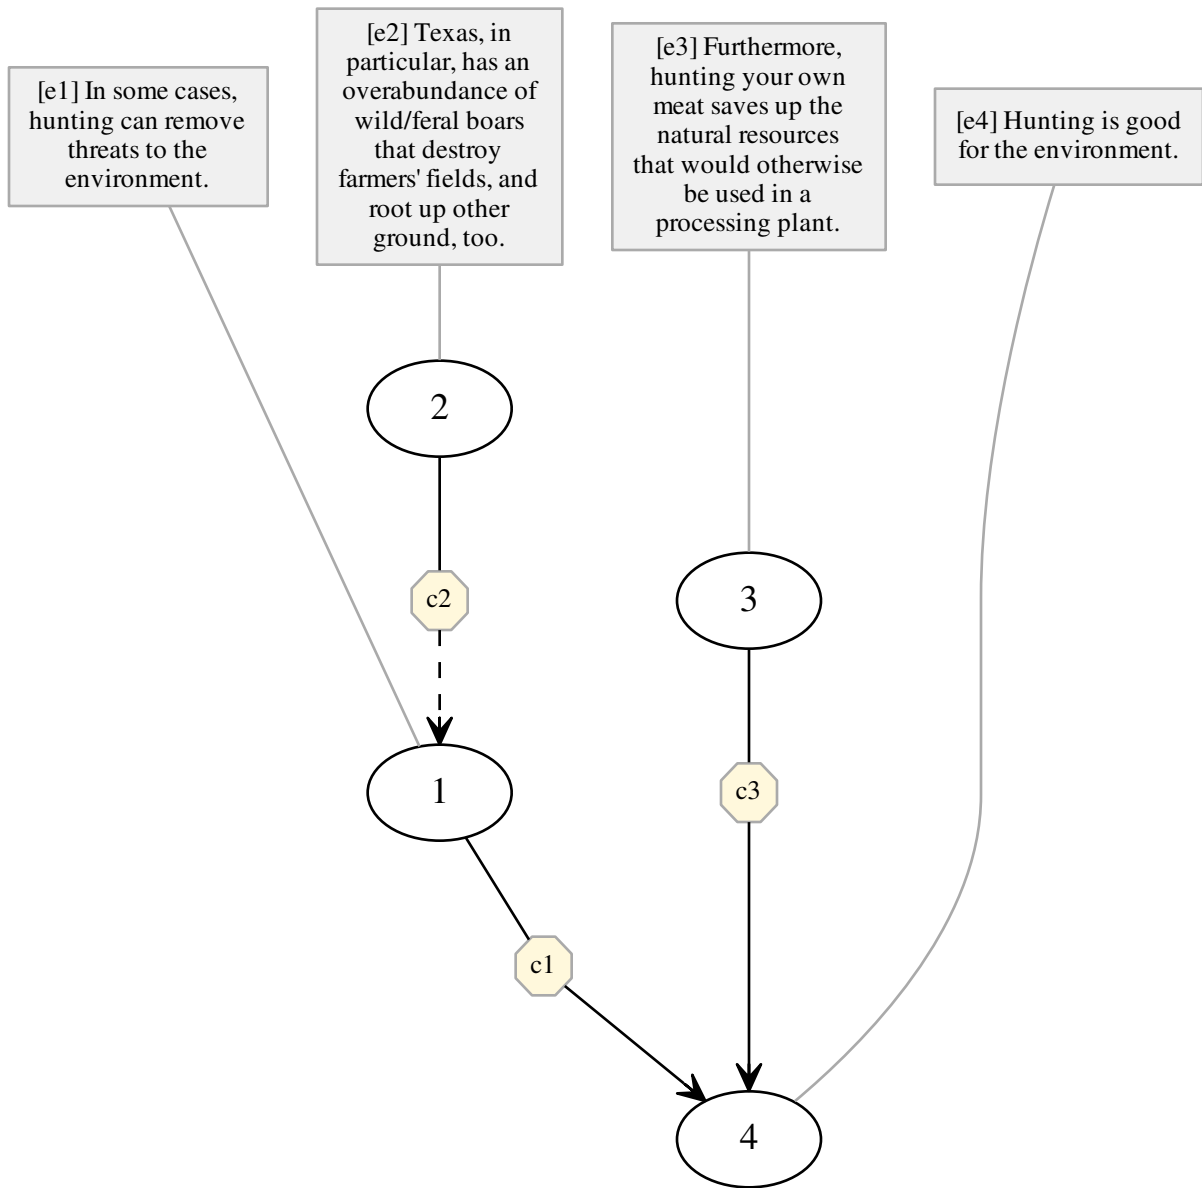 [e1] In some cases,
hunting can remove
threats to the
environment.
[e2] Texas, in
particular, has an
overabundance of
wild/feral boars
that destroy
farmers' fields, and
root up other
ground, too.
[e3] Furthermore,
hunting your own
meat saves up the
natural resources
that would otherwise
be used in a
processing plant.
[e4] Hunting is good
for the environment.
2
c2
3
1
c3
c1
4